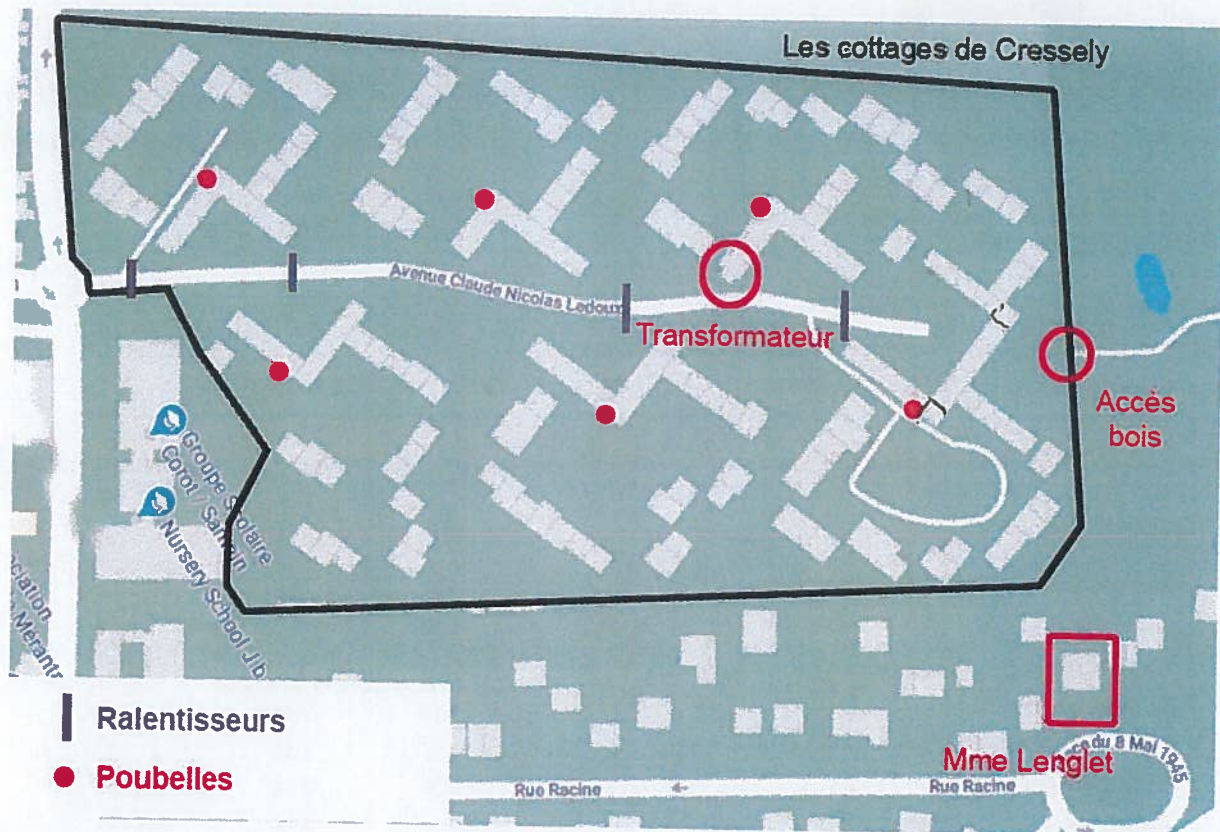 Les cottages de Cressely
Avenue Claude Nicolas Ledoux
Transformateur
Accès
bois
Groupe Scolaire
Corot / Samain
Nursery School Jb
Ralentisseurs
Poubelles
Mme Lenglet
du 8 Mai 1945
Rue Racine
Rue Racine